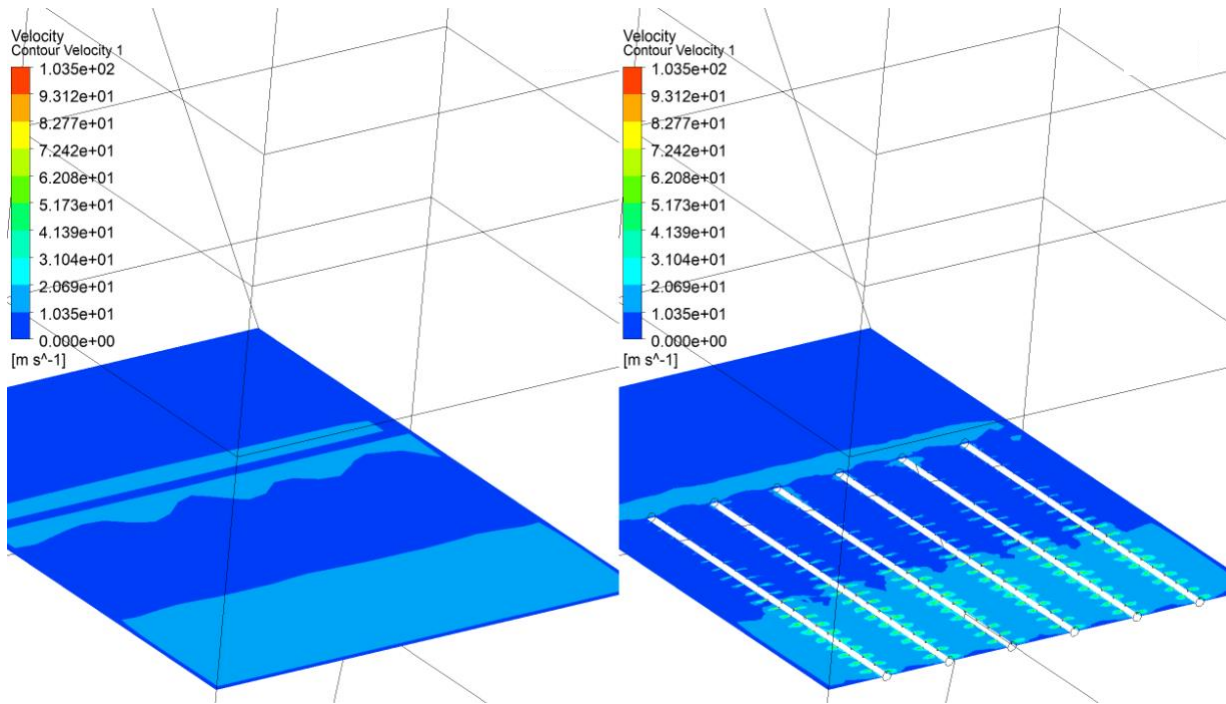 Velocity
Contour Velocity 1
1.035e+02
9.312e+01
8.277e+01
7.242e+01
6.208e+01
5.173e+01
4.139e+01
3.104e+01
2.069e+01
1.035e+01
0.000e+00
[m s^-1]
Velocity
Contour Velocity 1
1.035e+02
9.312e+01
8.277e+01
7.242e+01
6.208e+01
5.173e+01
4.139e+01
3.104e+01
2.069e+01
1.035e+01
0.000e+00
[m s^-1]